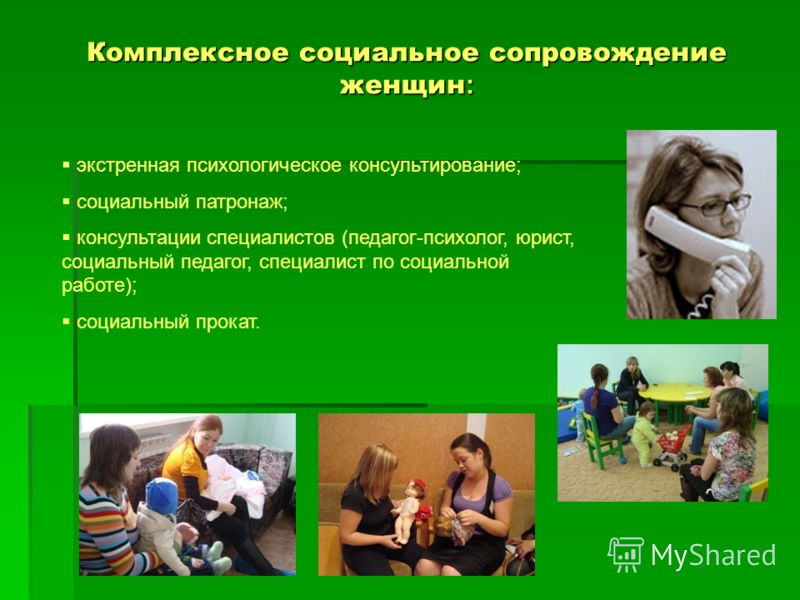 Комплексное социальное сопровождение
женщин:
▪ экстренная психологическое консультирование;
▪ социальный патронаж;
▪ консультации специалистов (педагог-психолог, юрист,
социальный педагог, специалист по социальной
работе);
▪ социальный прокат.
MyShared